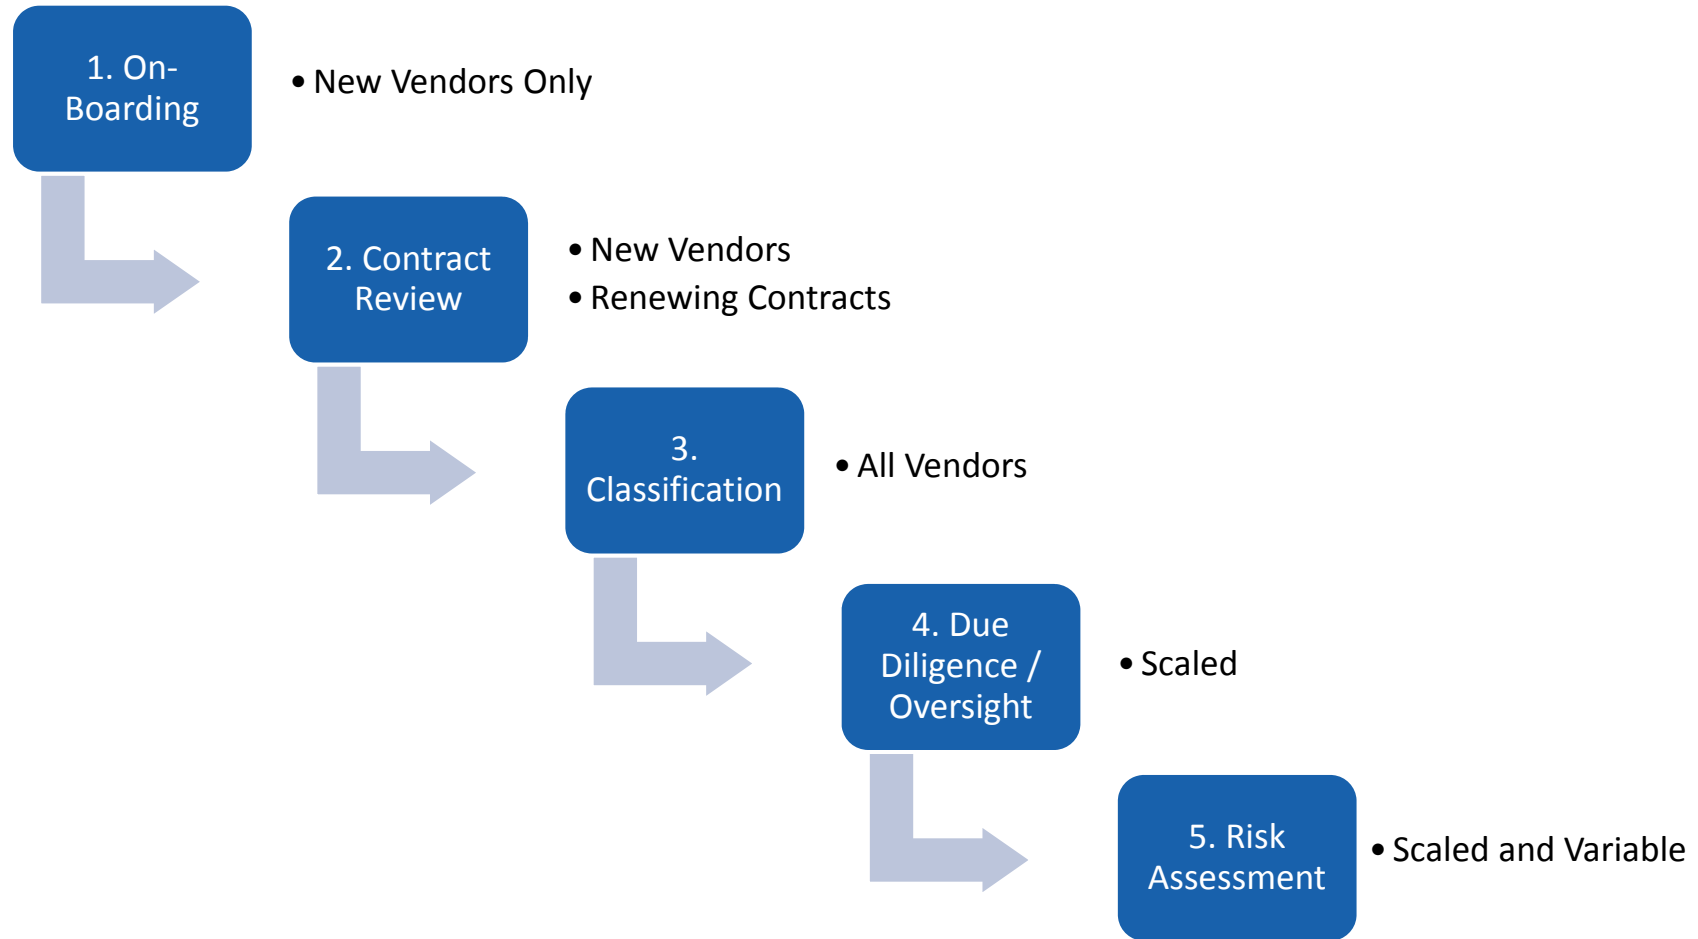 1. On-
Boarding
• New Vendors Only
2. Contract
Review
• New Vendors
• Renewing Contracts
3.
Classification
• All Vendors
4. Due
Diligence /
Oversight
• Scaled
5. Risk
Assessment
• Scaled and Variable